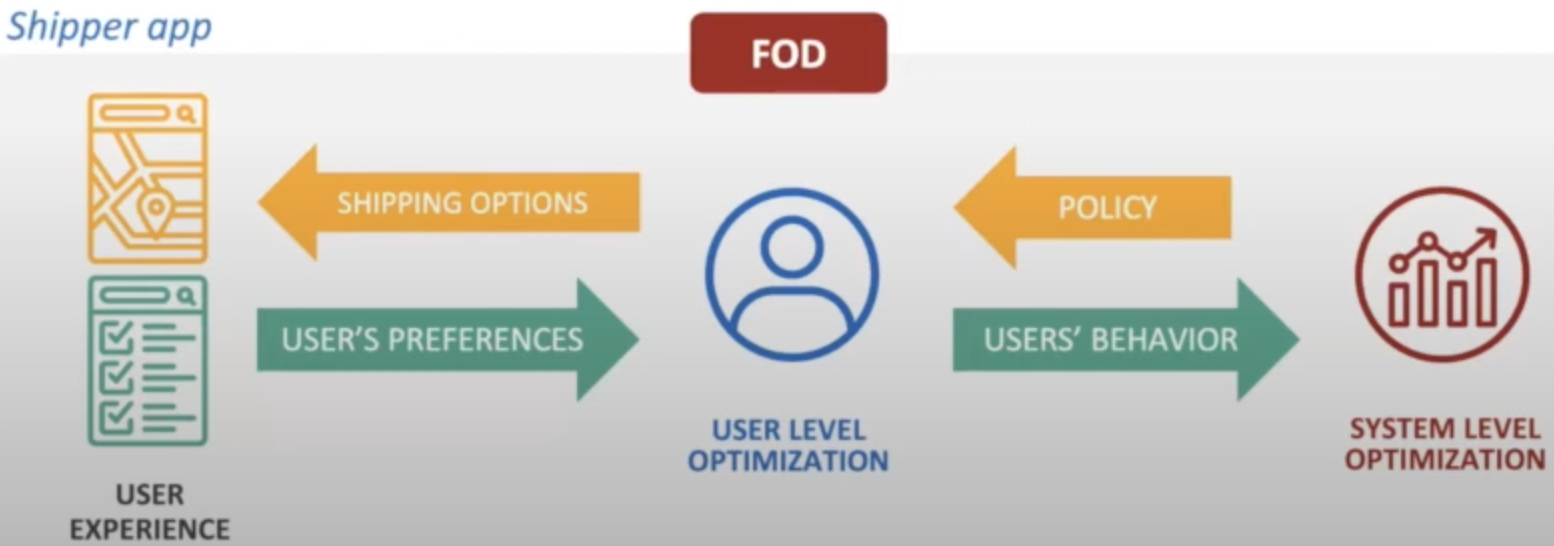 Shipper app
FOD
SHIPPING OPTIONS
POLICY
USER'S PREFERENCES
USERS' BEHAVIOR
USER LEVEL
OPTIMIZATION
SYSTEM LEVEL
OPTIMIZATION
USER
EXPERIENCE